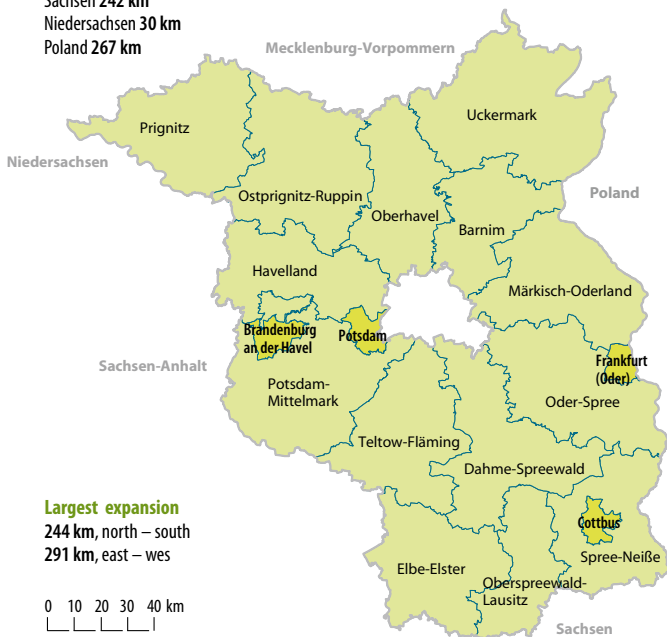 Sachsen 242 km
Niedersachsen 30 km
Poland 267 km
Mecklenburg-Vorpommern
Uckermark
Prignitz
Niedersachsen
Ostprignitz-Ruppin
Poland
Oberhavel
Barnim
Havelland
Märkisch-Oderland
Brandenburg
an der Havel
Potsdam
Sachsen-Anhalt
Frankfurt
(Oder)
Potsdam-
Mittelmark
Oder-Spree
Teltow-Fläming
Dahme-Spreewald
Largest expansion
244 km, north – south
291 km, east – wes
Cottbus
Spree-Neiße
Elbe-Elster
Oberspreewald-
Lausitz
0 10 20 30 40 km
Sachsen